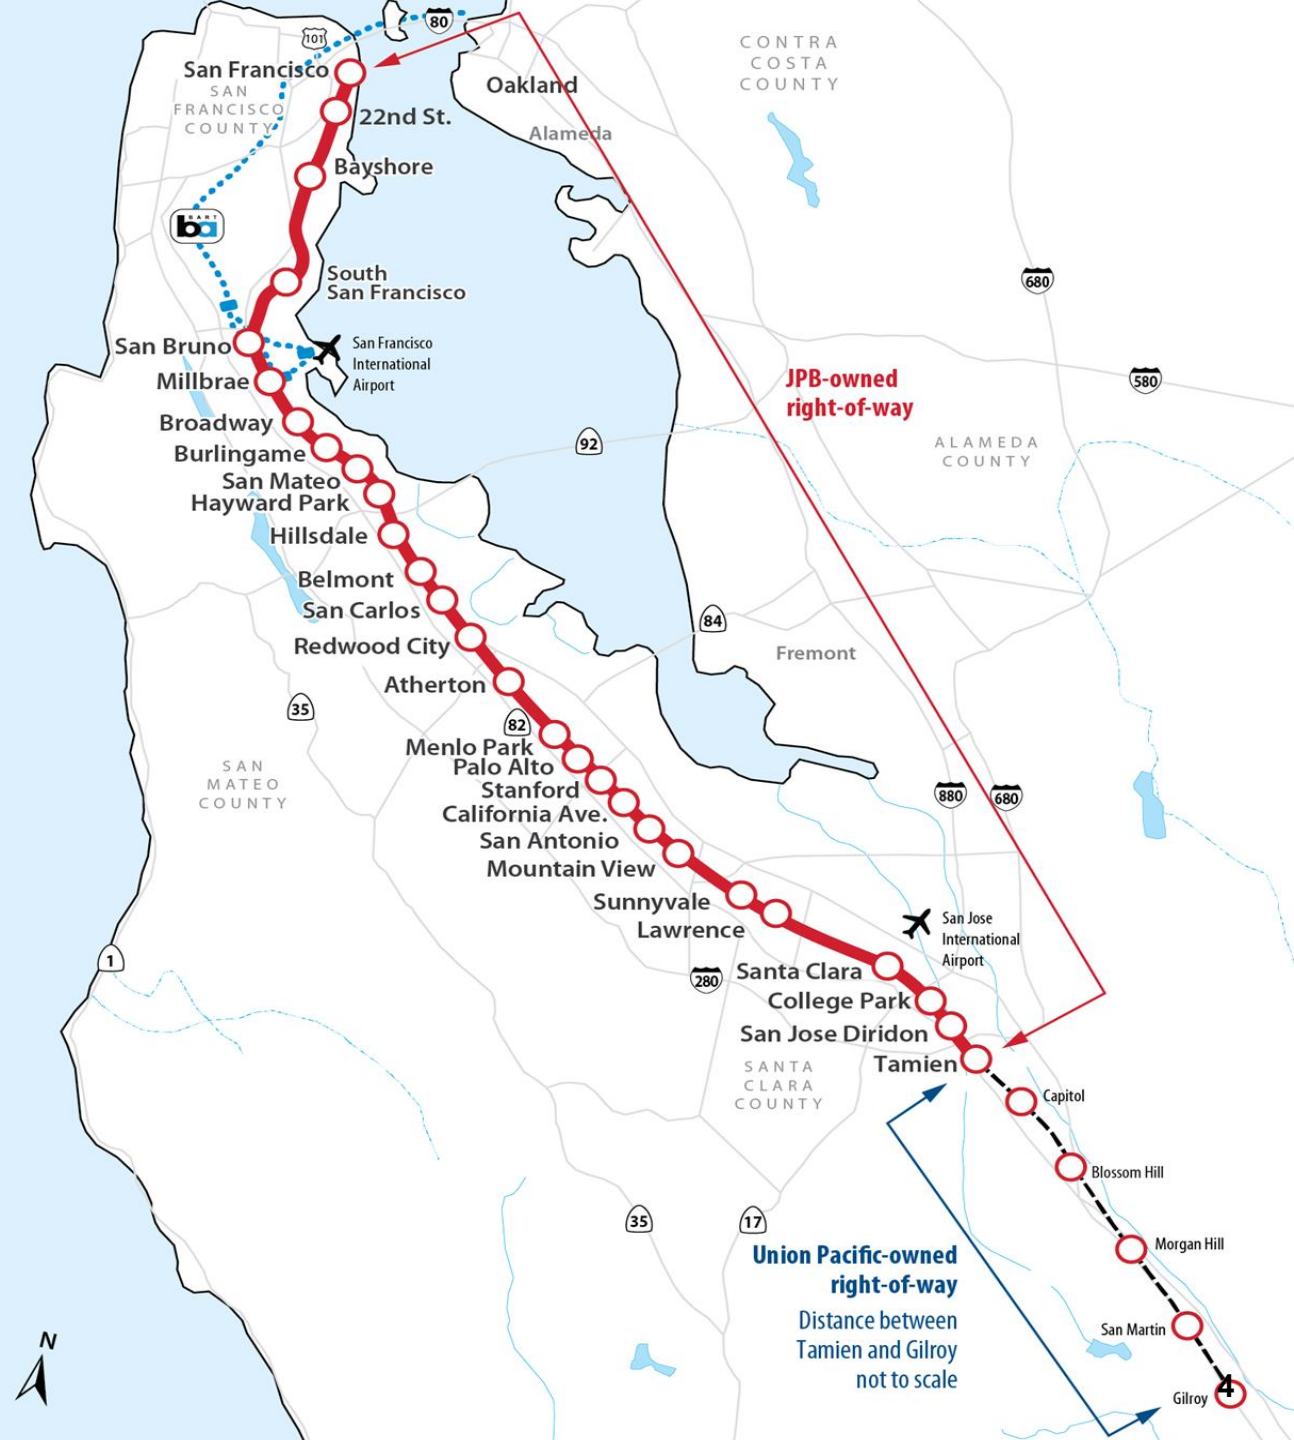 80
101
San Francisco
SAN
FRANCISCO
COUNTY
22nd St.
Bayshore
BART
ba
South
San Francisco
San Bruno
Millbrae
San Francisco
International
Airport
Broadway
Burlingame
San Mateo
Hayward Park
Hillsdale
Belmont
San Carlos
Redwood City
Atherton
Menlo Park
Palo Alto
Stanford
California Ave.
San Antonio
Mountain View
Sunnyvale
Lawrence
Santa Clara
College Park
San Jose Diridon
Tamien
Capitol
Blossom Hill
Morgan Hill
San Martin
Gilroy
4
Oakland
Alameda
CONTRA
COSTA
COUNTY
680
580
JPB-owned
right-of-way
92
ALAMEDA
COUNTY
84
Fremont
35
82
SAN
MATEO
COUNTY
880
680
San Jose
International
Airport
1
280
SANTA
CLARA
COUNTY
35
17
Union Pacific-owned
right-of-way
Distance between
Tamien and Gilroy
not to scale
N